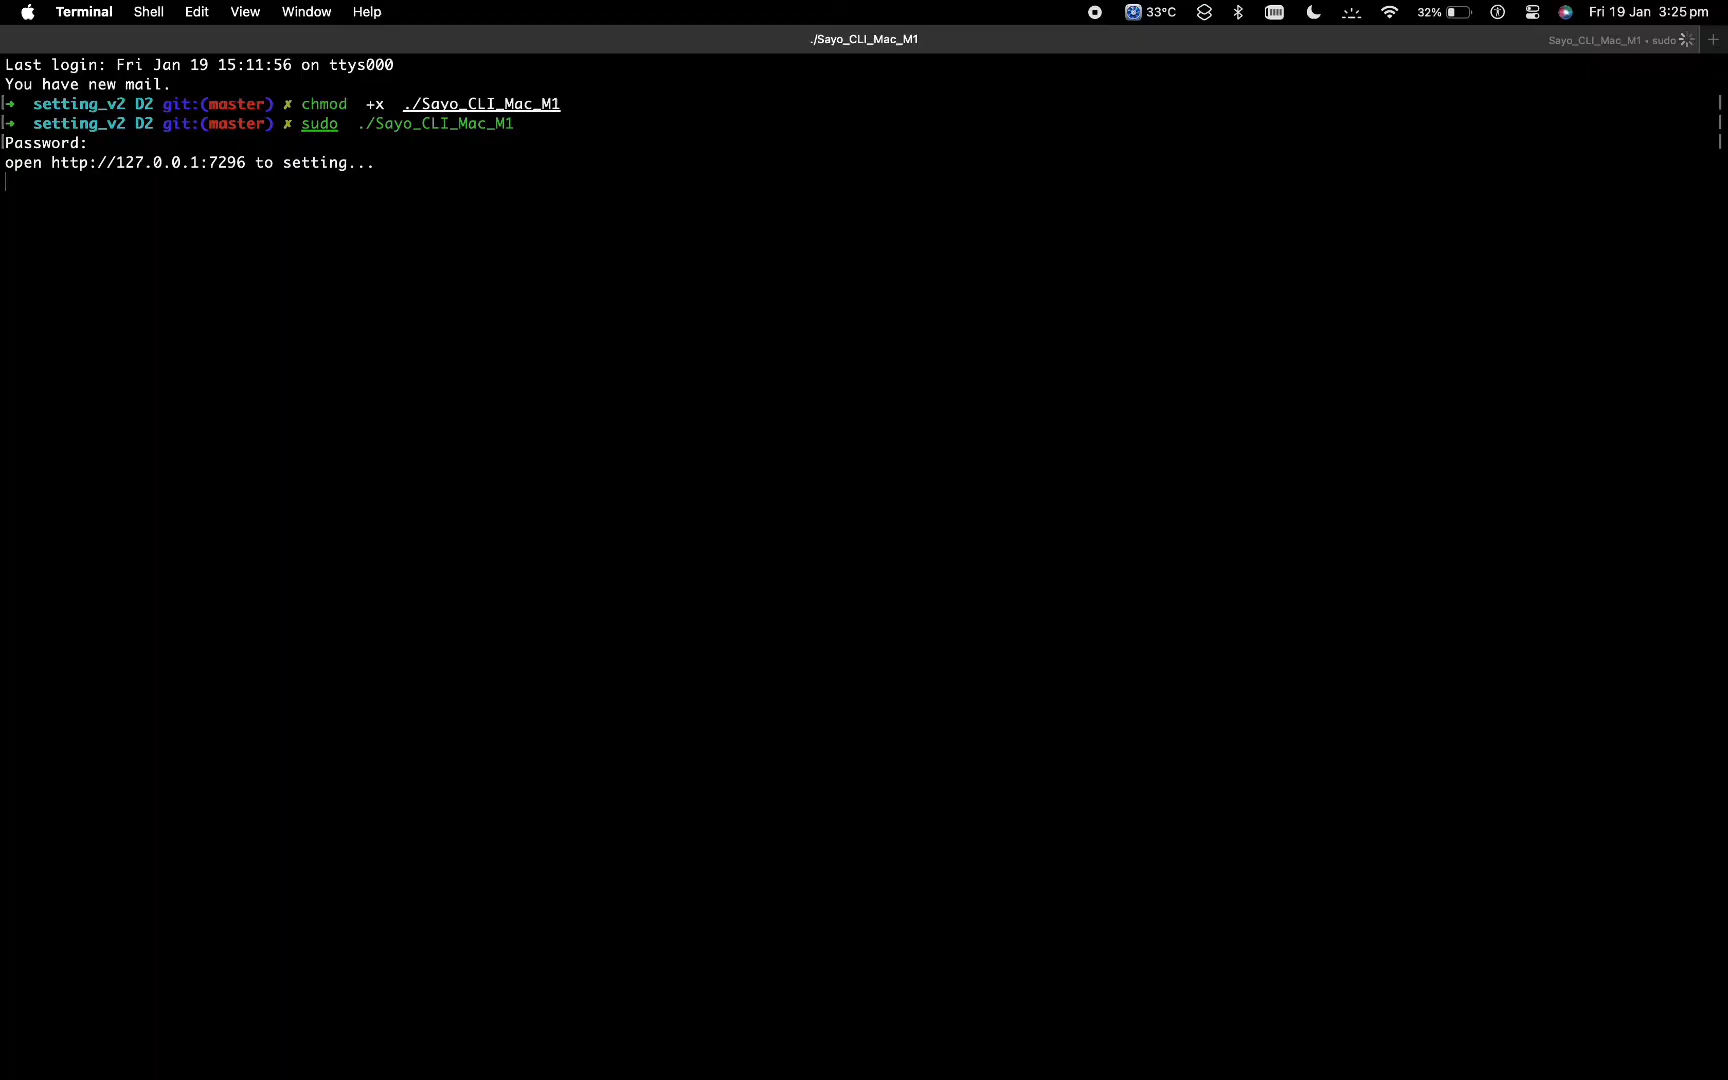 Terminal Shell Edit View Window Help 33°C 32% Fri 19 Jan 3:25 pm
./Sayo_CLI_Mac_M1 Sayo_CLI_Mac_M1 • sudo +
Last login: Fri Jan 19 15:11:56 on ttys000
You have new mail.
➜ setting_v2 D2 git:(master) ✗ chmod +x ./Sayo_CLI_Mac_M1
➜ setting_v2 D2 git:(master) ✗ sudo ./Sayo_CLI_Mac_M1
Password:
open http://127.0.0.1:7296 to setting...